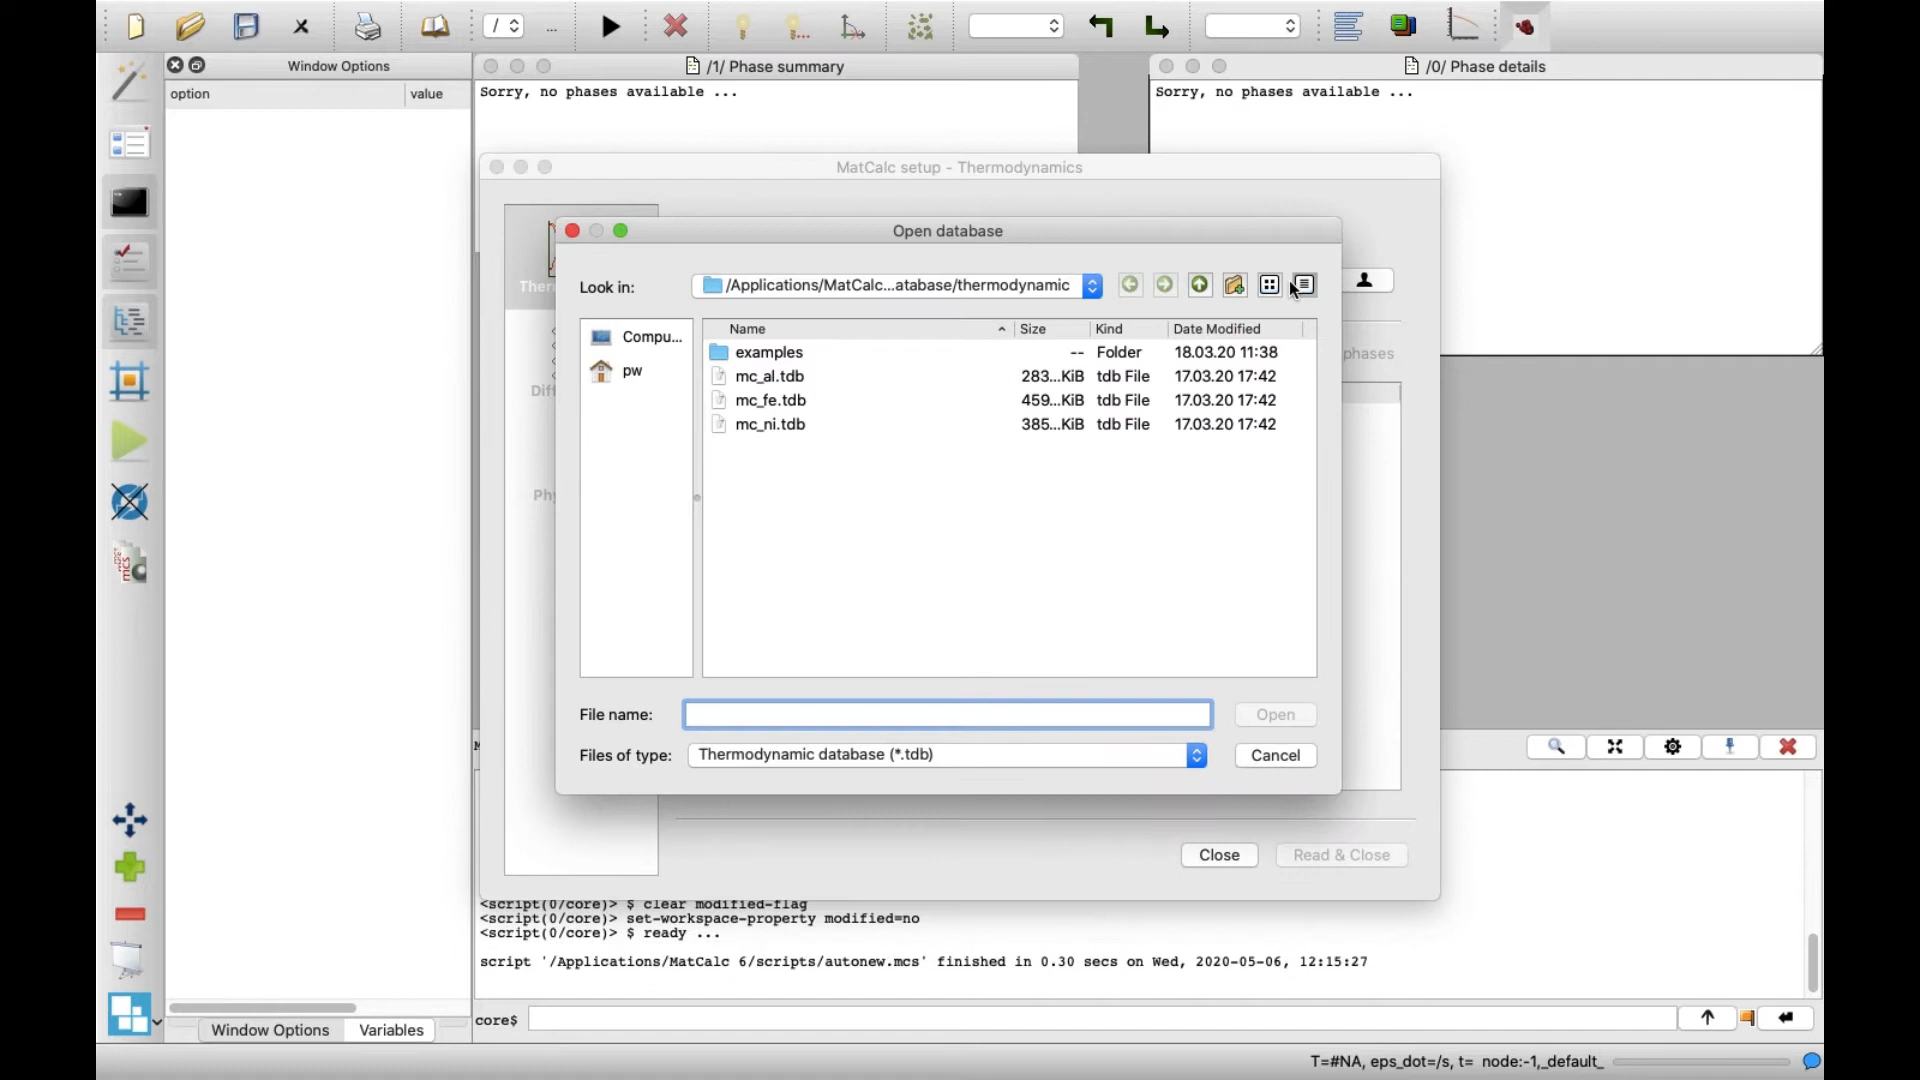 /
...
Window Options
/1/ Phase summary
/0/ Phase details
option
value
Sorry, no phases available ...
Sorry, no phases available ...
MatCalc setup - Thermodynamics
Open database
Look in:
/Applications/MatCalc...atabase/thermodynamic
Ther
Name
Size
Kind
Date Modified
Compu...
pw
examples
--
Folder
18.03.20 11:38
phases
mc_al.tdb
283...KiB
tdb File
17.03.20 17:42
Diff
mc_fe.tdb
459...KiB
tdb File
17.03.20 17:42
mc_ni.tdb
385...KiB
tdb File
17.03.20 17:42
Phy
mcs
File name:
Open
Files of type:
Thermodynamic database (*.tdb)
Cancel
Close
Read & Close
<script(0/core)> $ clear modified-flag
<script(0/core)> set-workspace-property modified=no
<script(0/core)> $ ready ...
script '/Applications/MatCalc 6/scripts/autonew.mcs' finished in 0.30 secs on Wed, 2020-05-06, 12:15:27
core$
Window Options
Variables
T=#NA, eps_dot=/s, t= node:-1,_default_